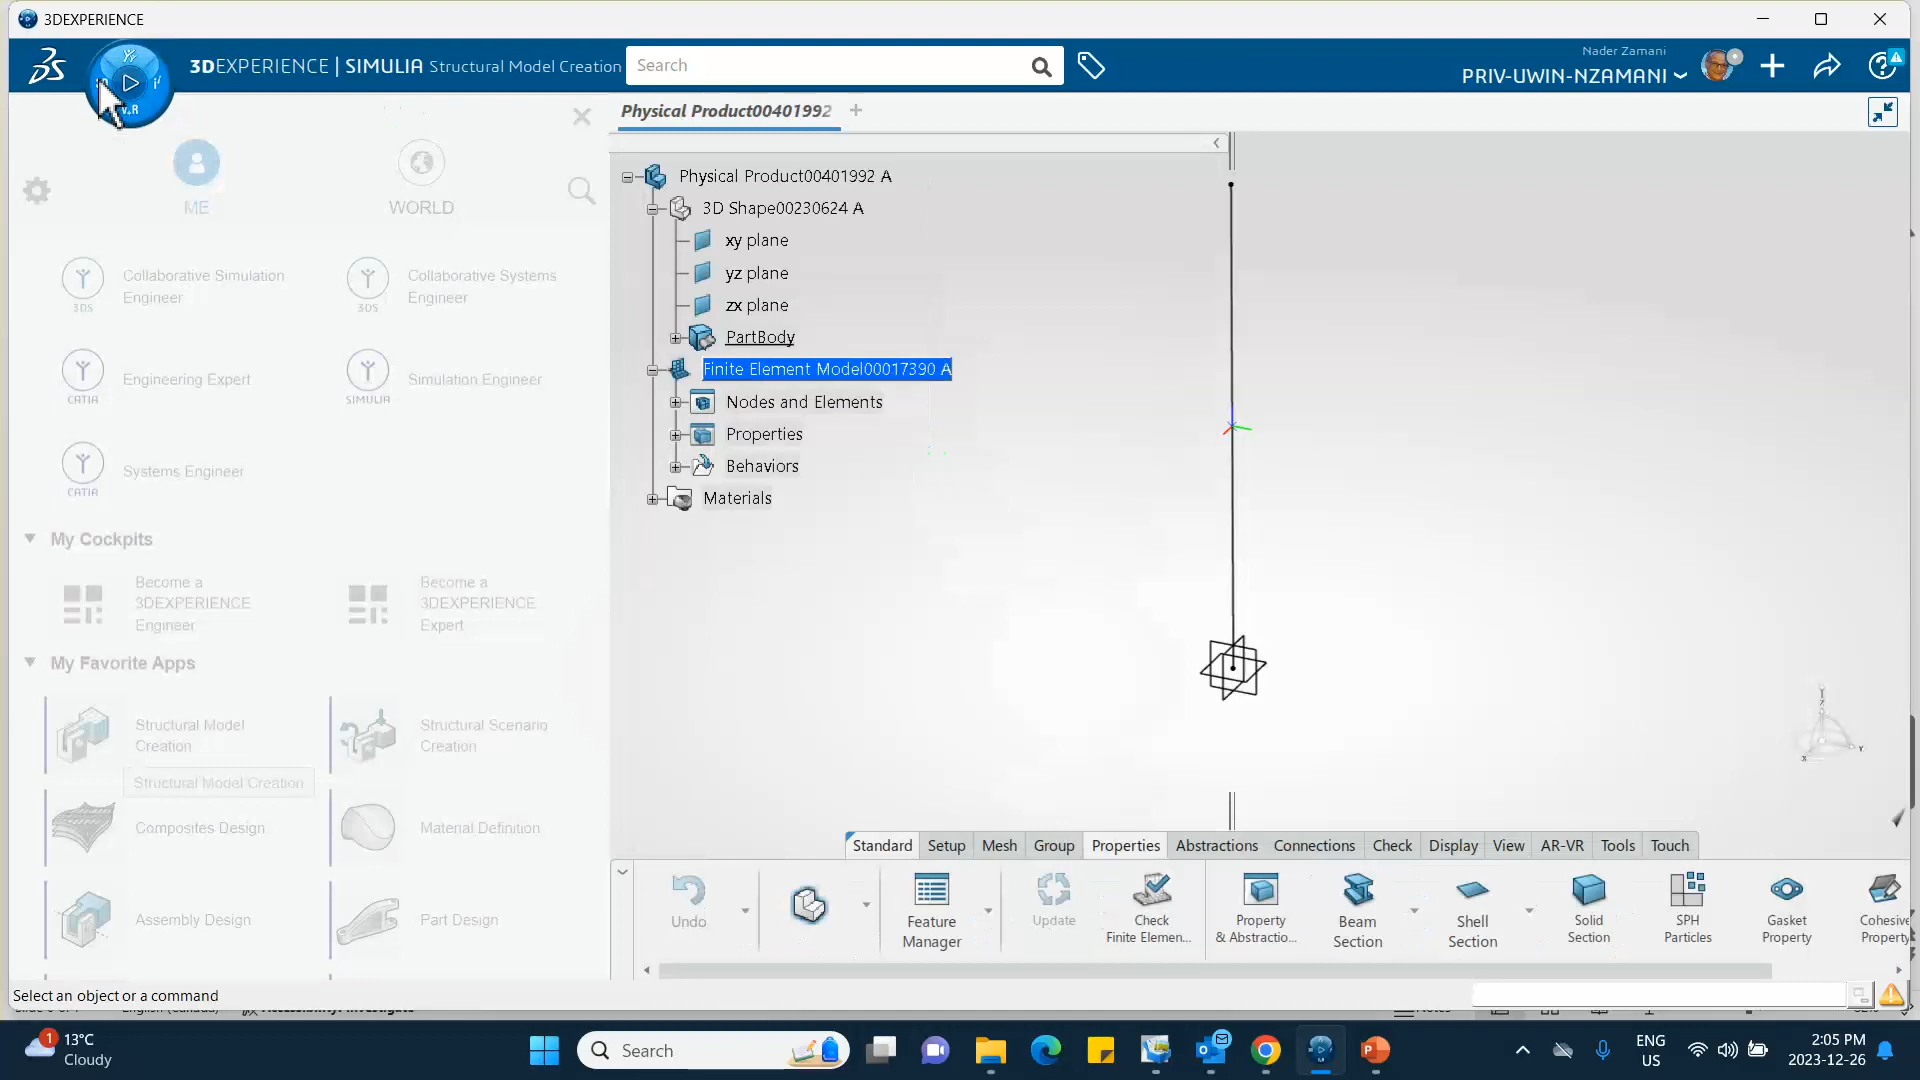 3DEXPERIENCE
3DEXPERIENCE | SIMULIA Structural Model Creation
Search
Nader Zamani
PRIV-UWIN-NZAMANI
V.R
Physical Product00401992
ME
WORLD
Collaborative Simulation
Engineer
3DS
Collaborative Systems
Engineer
3DS
Engineering Expert
CATIA
Simulation Engineer
SIMULIA
Systems Engineer
CATIA
My Cockpits
Become a
3DEXPERIENCE
Engineer
Become a
3DEXPERIENCE
Expert
My Favorite Apps
Structural Model
Creation
Structural Scenario
Creation
Structural Model Creation
Composites Design
Material Definition
Assembly Design
Part Design
Physical Product00401992 A
3D Shape00230624 A
xy plane
yz plane
zx plane
PartBody
Finite Element Model00017390 A
Nodes and Elements
Properties
Behaviors
Materials
Standard Setup Mesh Group Properties Abstractions Connections Check Display View AR-VR Tools Touch
Undo
Feature
Manager
Update
Check
Finite Elemen...
Property
& Abstractio...
Beam
Section
Shell
Section
Solid
Section
SPH
Particles
Gasket
Property
Cohesive
Property
Select an object or a command
1
13°C
Cloudy
Search
ENG
US
2:05 PM
2023-12-26